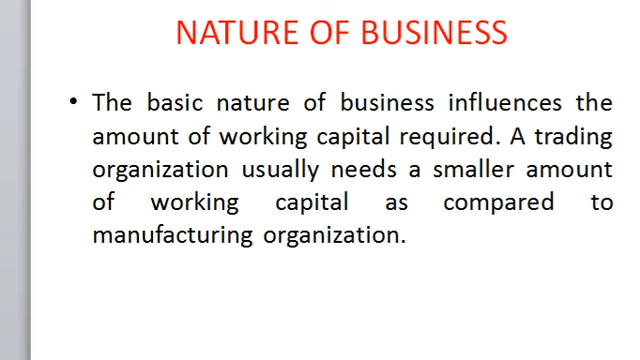 NATURE OF BUSINESS
• The basic nature of business influences the
amount of working capital required. A trading
organization usually needs a smaller amount
of working capital as compared to
manufacturing organization.